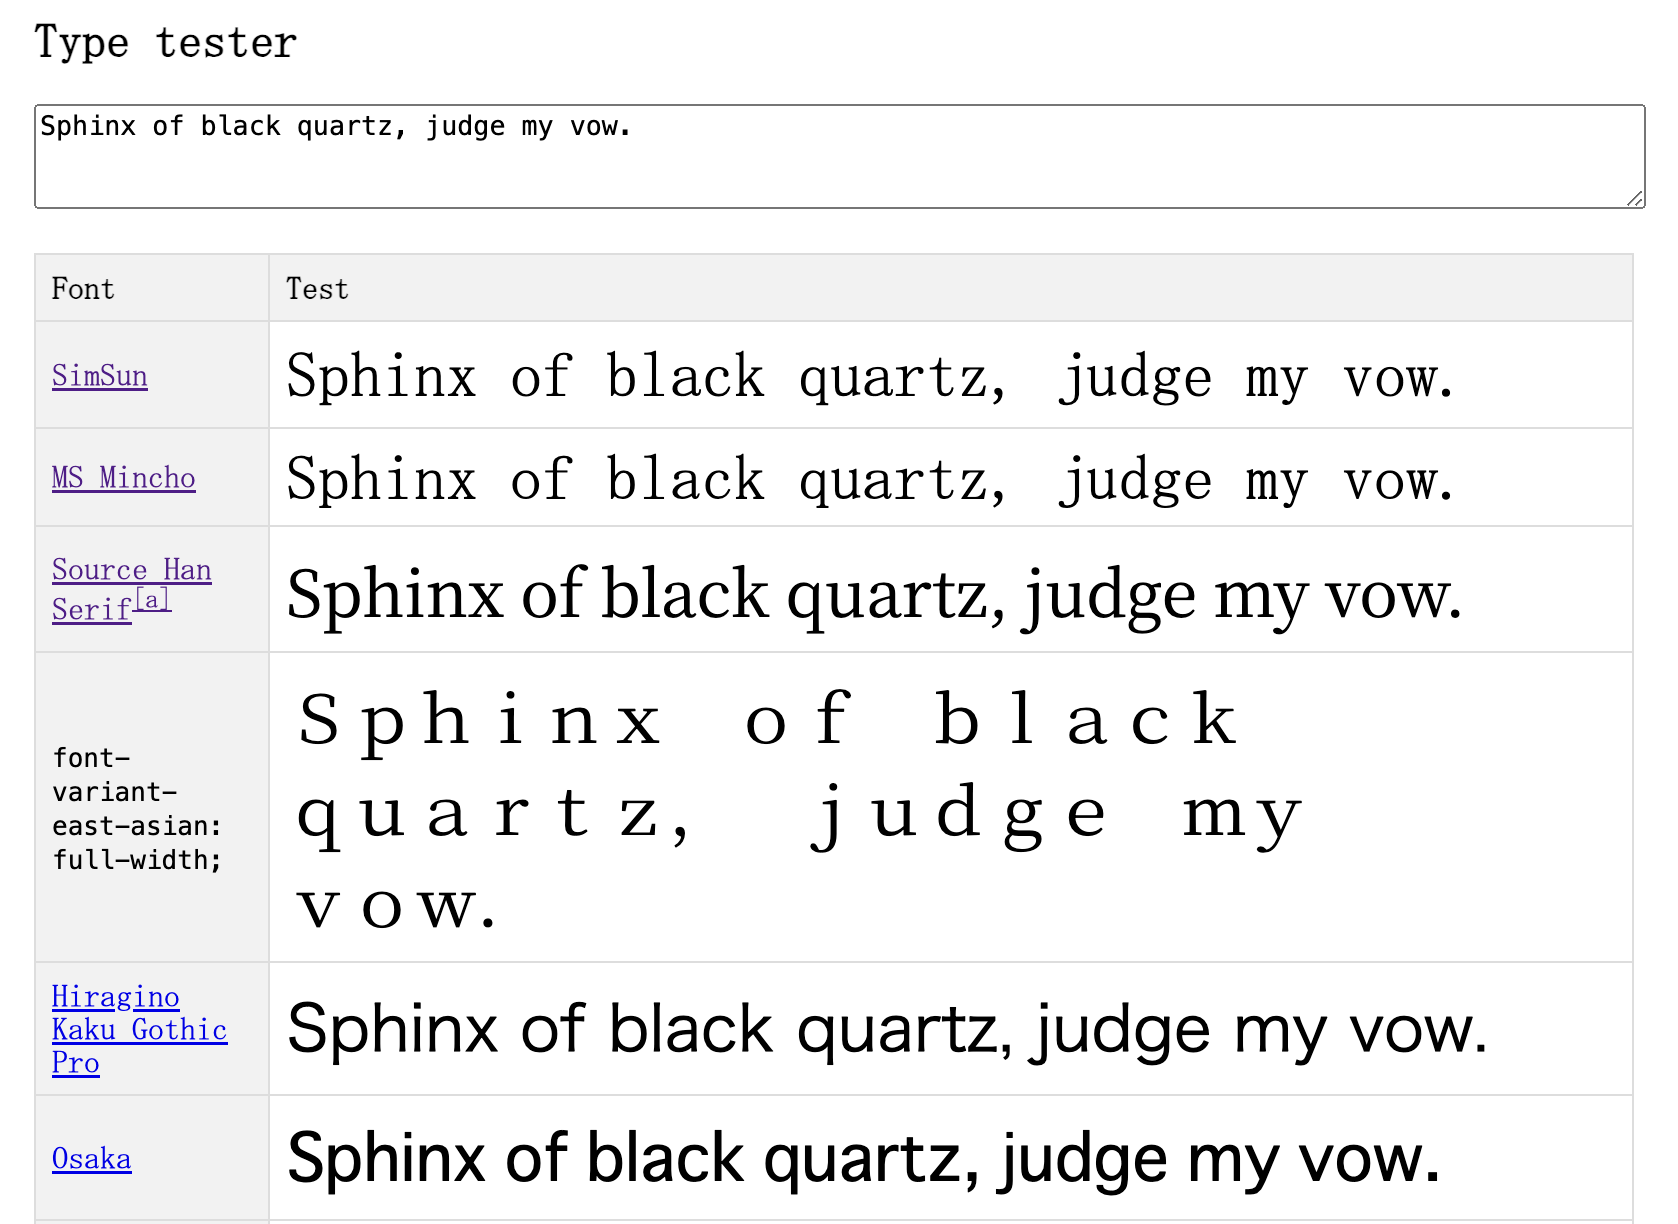 Type tester
Sphinx of black quartz, judge my vow.
Font Test
SimSun Sphinx of black quartz, judge my vow.
MS Mincho Sphinx of black quartz, judge my vow.
Source Han
Serif[a]
Sphinx of black quartz, judge my vow.
font-
variant-
east-asian:
full-width;
Ｓｐｈｉｎｘ　ｏｆ　ｂｌａｃｋ
ｑｕａｒｔｚ，　ｊｕｄｇｅ　ｍｙ
ｖｏｗ．
Hiragino
Kaku Gothic
Pro
Sphinx of black quartz, judge my vow.
Osaka Sphinx of black quartz, judge my vow.